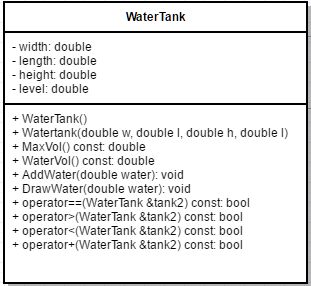 WaterTank
- width: double
- length: double
- height: double
- level: double
+ WaterTank()
+ Watertank(double w, double l, double h, double l)
+ MaxVol() const: double
+ WaterVol() const: double
+ AddWater(double water): void
+ DrawWater(double water): void
+ operator==(WaterTank &tank2) const: bool
+ operator>(WaterTank &tank2) const: bool
+ operator<(WaterTank &tank2) const: bool
+ operator+(WaterTank &tank2) const: bool